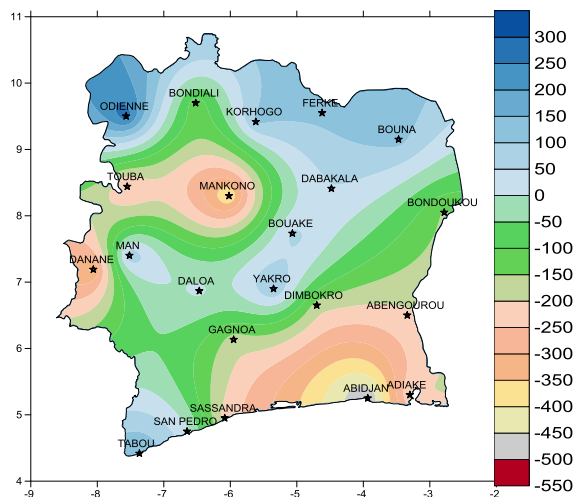 11
10
9
8
7
6
5
4
-9
-8
-7
-6
-5
-4
-3
-2
ODIENNE
BONDIALI
KORHOGO
FERKE
BOUNA
TOUBA
MANKONO
DABAKALA
BONDOUKOU
BOUAKE
MAN
DANANE
DALOA
YAKRO
DIMBOKRO
ABENGOUROU
GAGNOA
ABIDJAN
ADIAKE
SASSANDRA
SAN PEDRO
TABOU
300
250
200
150
100
50
0
-50
-100
-150
-200
-250
-300
-350
-400
-450
-500
-550